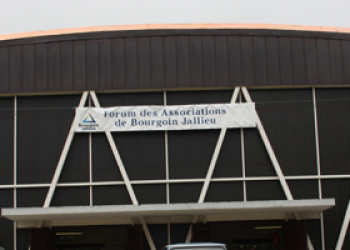 Forum des Associations
de Bourgoin Jallieu